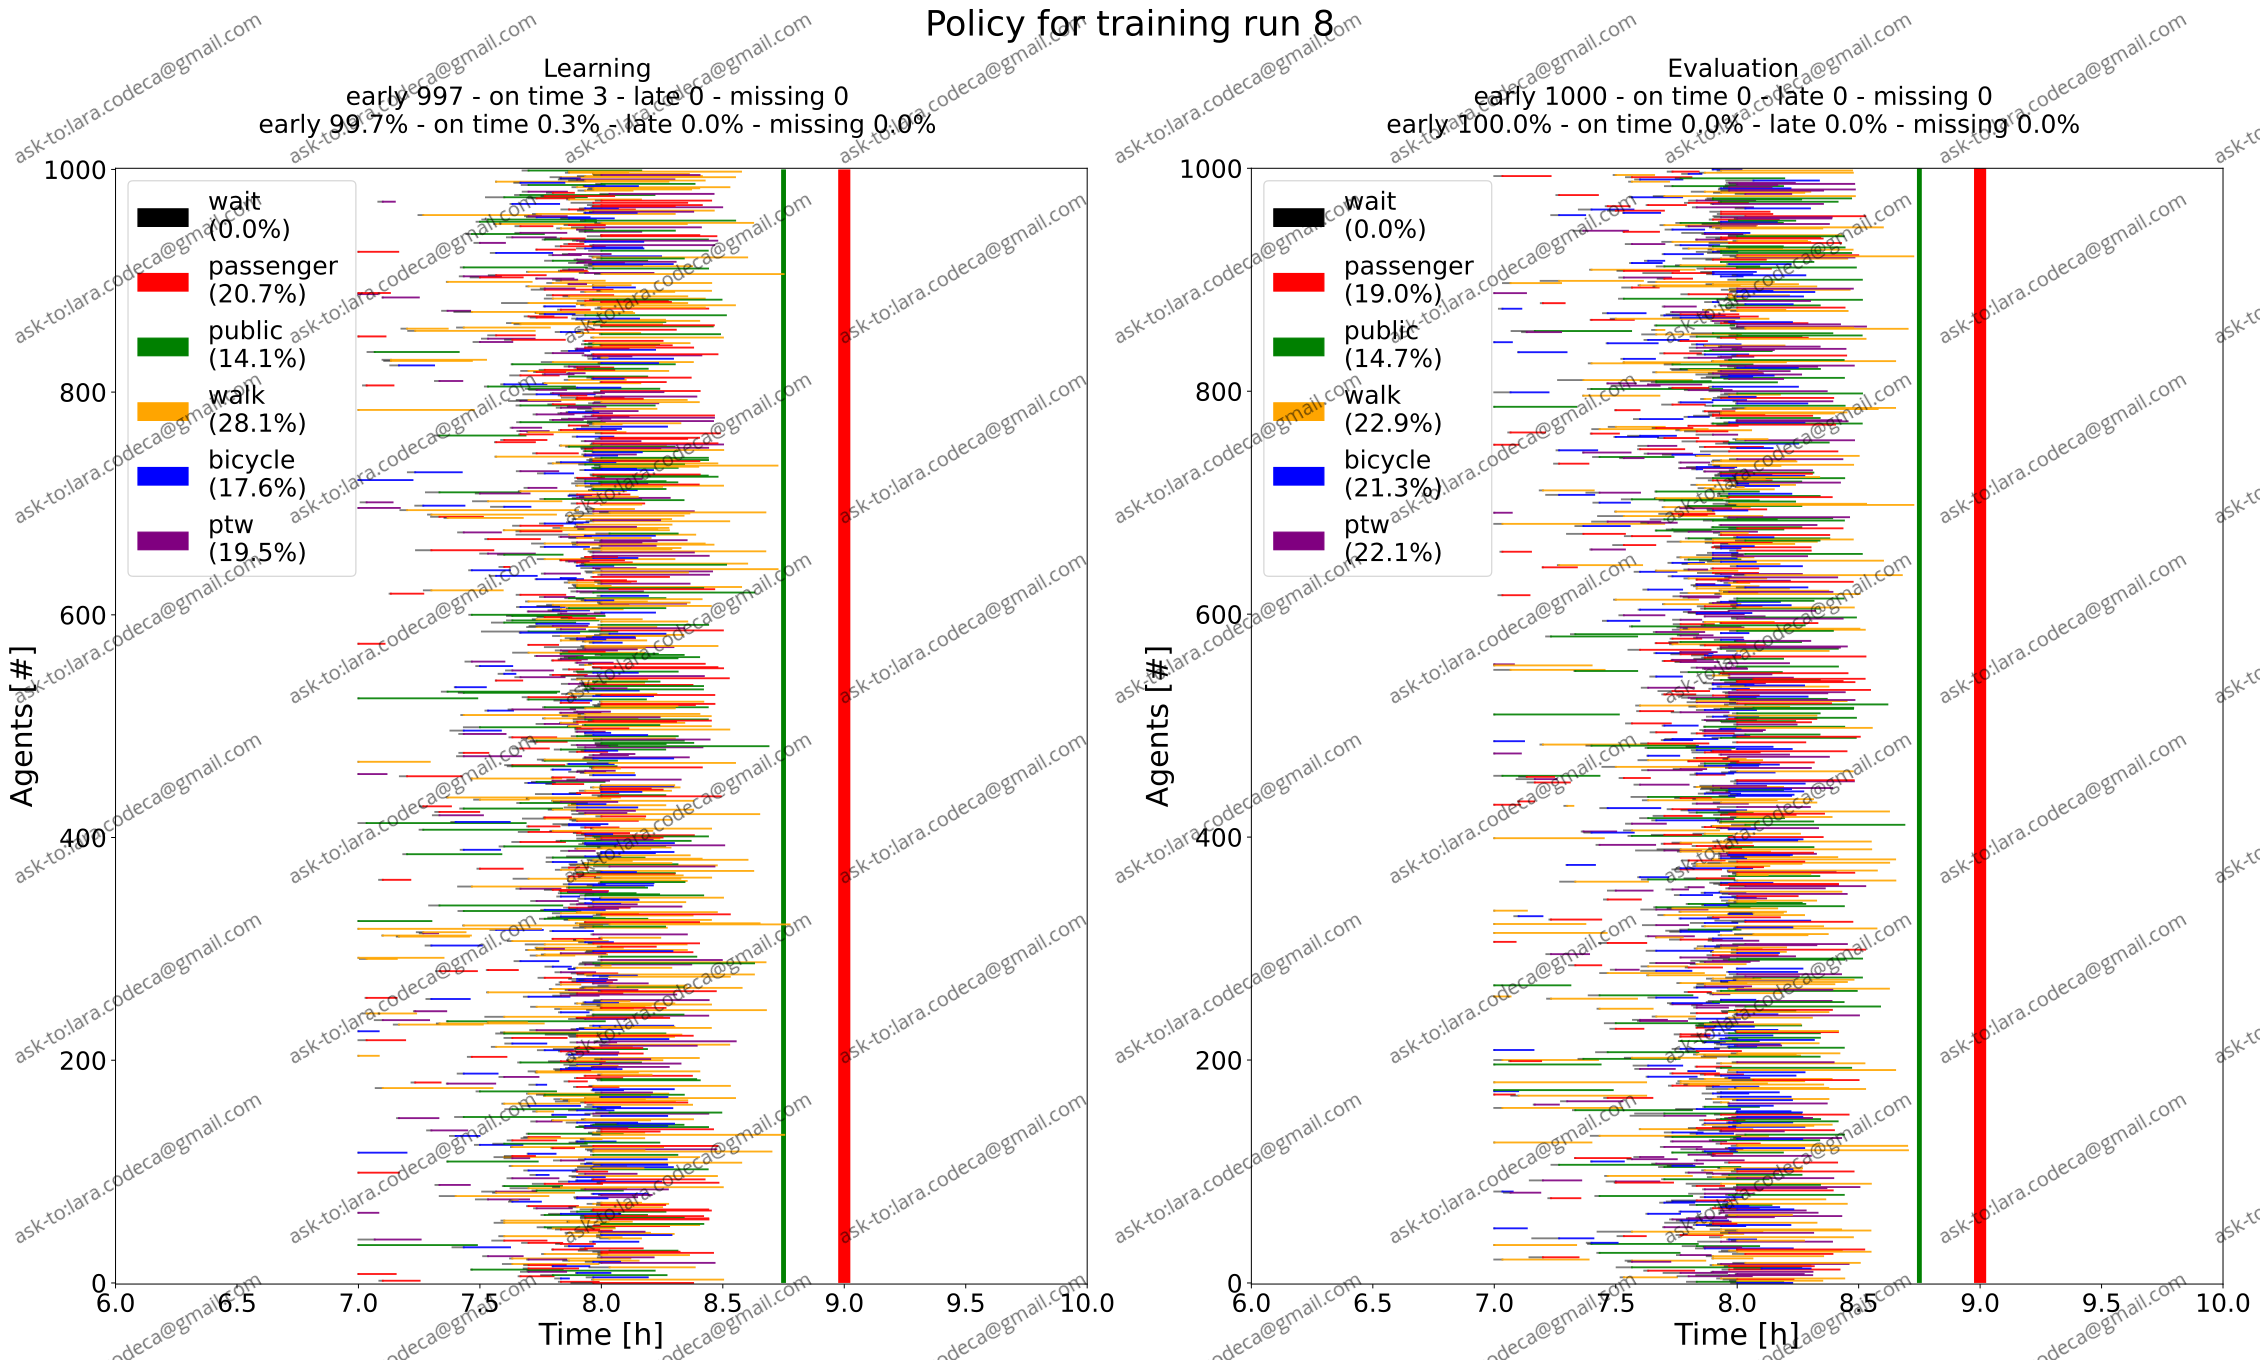 Policy for training run 8
Learning
early 997 - on time 3 - late 0 - missing 0
early 99.7% - on time 0.3% - late 0.0% - missing 0.0%
1000
800
600
400
200
0
Agents [#]
wait
(0.0%)
passenger
(20.7%)
public
(14.1%)
walk
(28.1%)
bicycle
(17.6%)
ptw
(19.5%)
6.0 6.5 7.0 7.5 8.0 8.5 9.0 9.5 10.0
Time [h]
Evaluation
early 1000 - on time 0 - late 0 - missing 0
early 100.0% - on time 0.0% - late 0.0% - missing 0.0%
1000
800
600
400
200
0
Agents [#]
wait
(0.0%)
passenger
(19.0%)
public
(14.7%)
walk
(22.9%)
bicycle
(21.3%)
ptw
(22.1%)
6.0 6.5 7.0 7.5 8.0 8.5 9.0 9.5 10.0
Time [h]
ask-to:lara.codeca@gmail.com